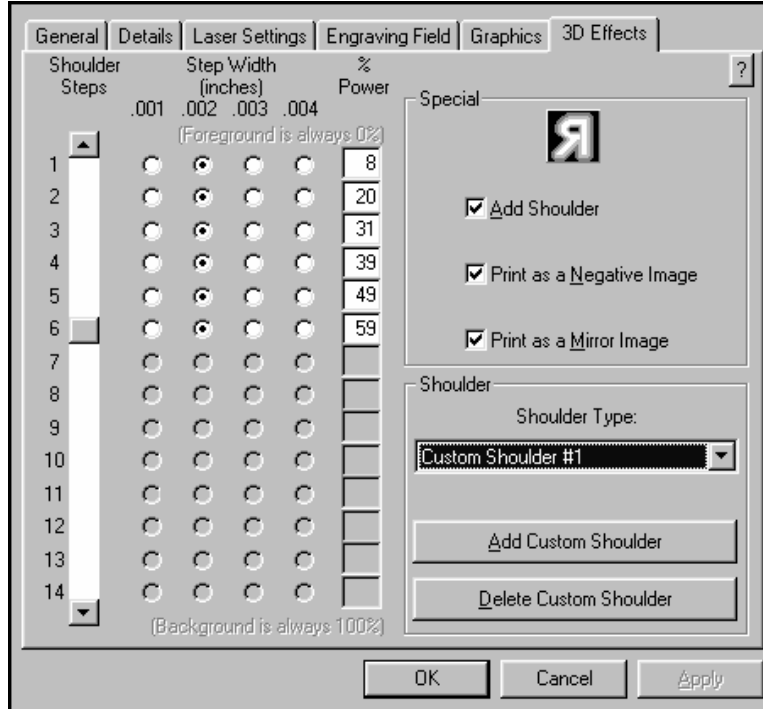 General Details Laser Settings Engraving Field Graphics 3D Effects
Shoulder Steps
Step Width (inches)
% Power
?
.001 .002 .003 .004
(Foreground is always 0%)
1 8
2 20
3 31
4 39
5 49
6 59
7
8
9
10
11
12
13
14
(Background is always 100%)
Special
R
Add Shoulder
Print as a Negative Image
Print as a Mirror Image
Shoulder
Shoulder Type:
Custom Shoulder #1
Add Custom Shoulder
Delete Custom Shoulder
OK Cancel Apply